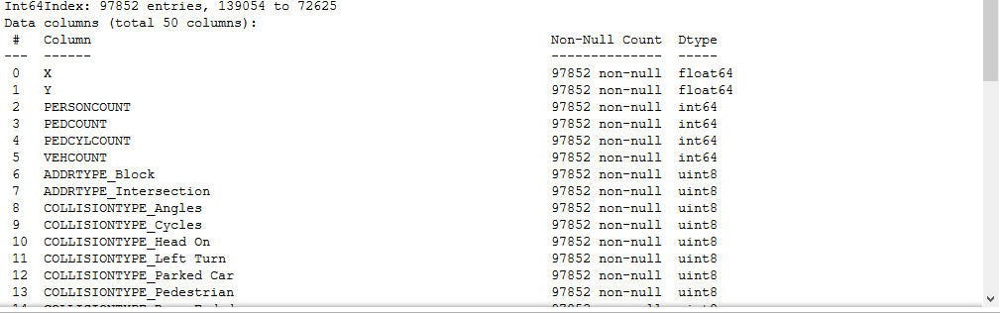 Int64Index: 97852 entries, 139054 to 72625
Data columns (total 50 columns):
 #   Column                                                          Non-Null Count  Dtype
---  ------                                                          --------------  -----
 0   X                                                               97852 non-null  float64
 1   Y                                                               97852 non-null  float64
 2   PERSONCOUNT                                                     97852 non-null  int64
 3   PEDCOUNT                                                        97852 non-null  int64
 4   PEDCYLCOUNT                                                     97852 non-null  int64
 5   VEHCOUNT                                                        97852 non-null  int64
 6   ADDRTYPE_Block                                                  97852 non-null  uint8
 7   ADDRTYPE_Intersection                                           97852 non-null  uint8
 8   COLLISIONTYPE_Angles                                            97852 non-null  uint8
 9   COLLISIONTYPE_Cycles                                            97852 non-null  uint8
 10  COLLISIONTYPE_Head On                                           97852 non-null  uint8
 11  COLLISIONTYPE_Left Turn                                         97852 non-null  uint8
 12  COLLISIONTYPE_Parked Car                                        97852 non-null  uint8
 13  COLLISIONTYPE_Pedestrian                                        97852 non-null  uint8